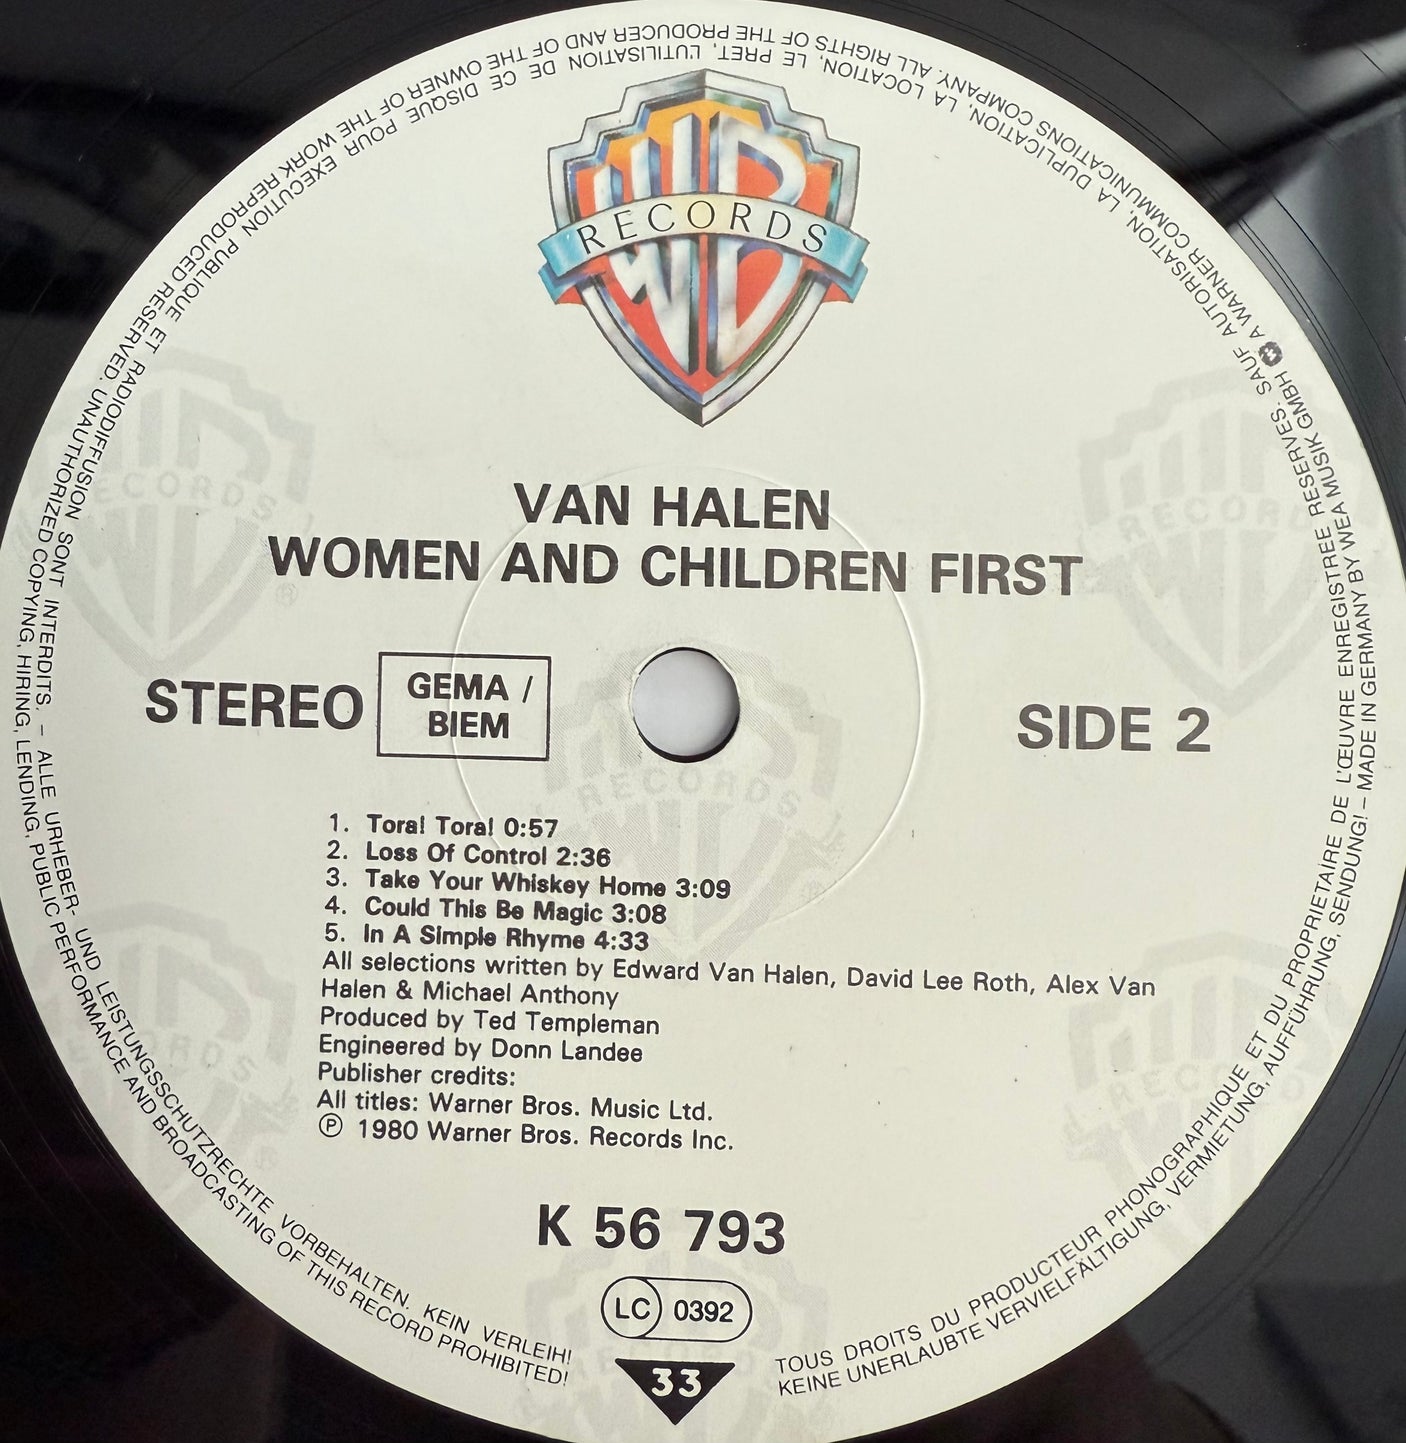 RECORDS
VAN HALEN
WOMEN AND CHILDREN FIRST
STEREO
GEMA /
BIEM
SIDE 2
1. Tora! Tora! 0:57
2. Loss Of Control 2:36
3. Take Your Whiskey Home 3:09
4. Could This Be Magic 3:08
5. In A Simple Rhyme 4:33
All selections written by Edward Van Halen, David Lee Roth, Alex Van
Halen & Michael Anthony
Produced by Ted Templeman
Engineered by Donn Landee
Publisher credits:
All titles: Warner Bros. Music Ltd.
℗ 1980 Warner Bros. Records Inc.
K 56 793
LC 0392
33
TOUS DROITS DU PRODUCTEUR PHONOGRAPHIQUE ET DU PROPRIETAIRE DE L'ŒUVRE ENREGISTREE RESERVES. SAUF AUTORISATION, LA DUPLICATION, LA LOCATION, LE PRET, L'UTILISATION DE CE DISQUE POUR EXECUTION PUBLIQUE ET RADIODIFFUSION SONT INTERDITS. – ALLE URHEBER- UND LEISTUNGSSCHUTZRECHTE VORBEHALTEN. KEIN VERLEIH!
KEINE UNERLAUBTE VERVIELFÄLTIGUNG, VERMIETUNG, AUFFÜHRUNG, SENDUNG! – MADE IN GERMANY BY WEA MUSIK GMBH A WARNER COMMUNICATIONS COMPANY. ALL RIGHTS OF THE PRODUCER AND OF THE OWNER OF THE WORK REPRODUCED RESERVED. UNAUTHORIZED COPYING, HIRING, LENDING, PUBLIC PERFORMANCE AND BROADCASTING OF THIS RECORD PROHIBITED!